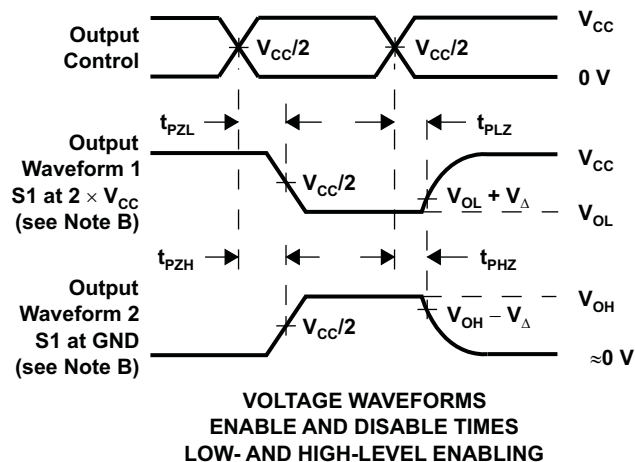 Output
Control
V_CC/2
V_CC/2
V_CC
0 V
t_PZL
t_PLZ
Output
Waveform 1
S1 at 2 × V_CC
(see Note B)
V_CC/2
V_OL + V_Δ
V_CC
V_OL
t_PZH
t_PHZ
Output
Waveform 2
S1 at GND
(see Note B)
V_CC/2
V_OH − V_Δ
V_OH
≈0 V
VOLTAGE WAVEFORMS
ENABLE AND DISABLE TIMES
LOW- AND HIGH-LEVEL ENABLING